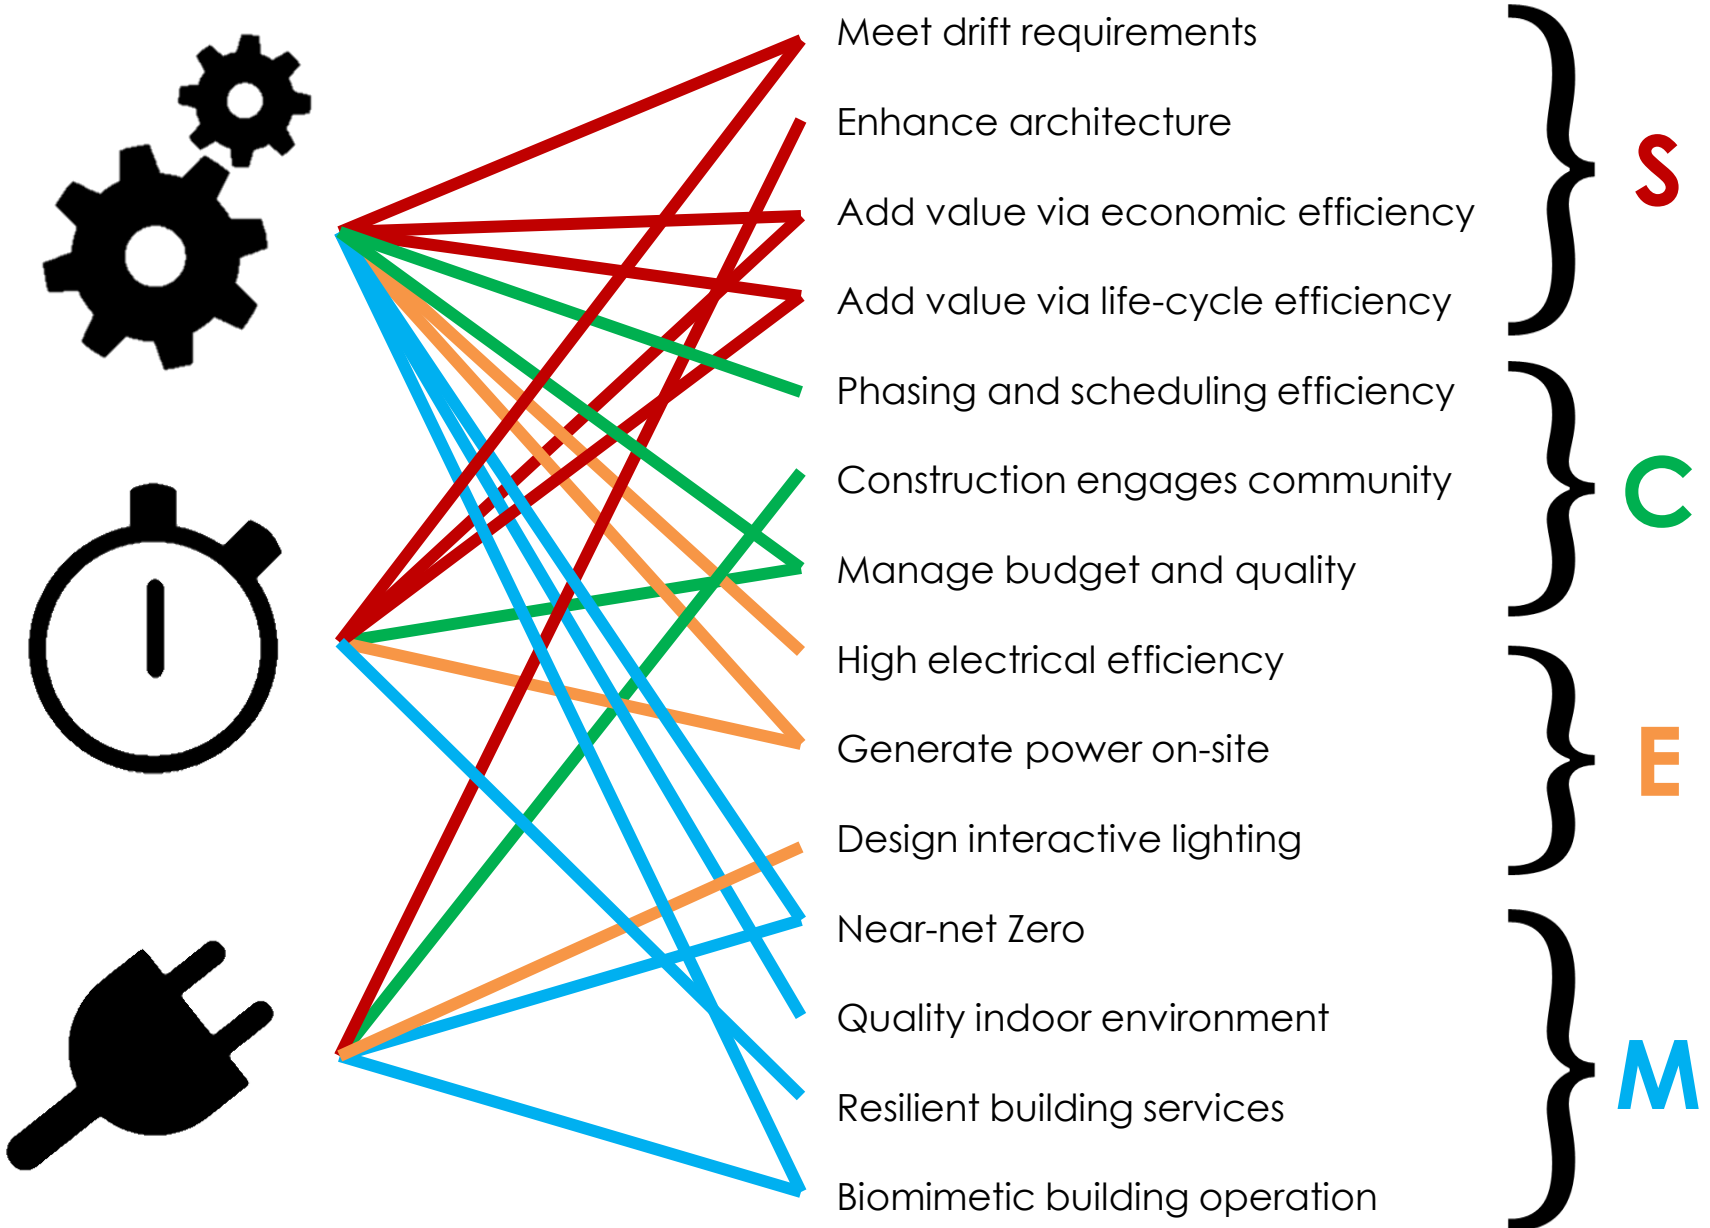 Meet drift requirements
Enhance architecture
Add value via economic efficiency
Add value via life-cycle efficiency
S
Phasing and scheduling efficiency
Construction engages community
Manage budget and quality
C
High electrical efficiency
Generate power on-site
Design interactive lighting
E
Near-net Zero
Quality indoor environment
Resilient building services
Biomimetic building operation
M